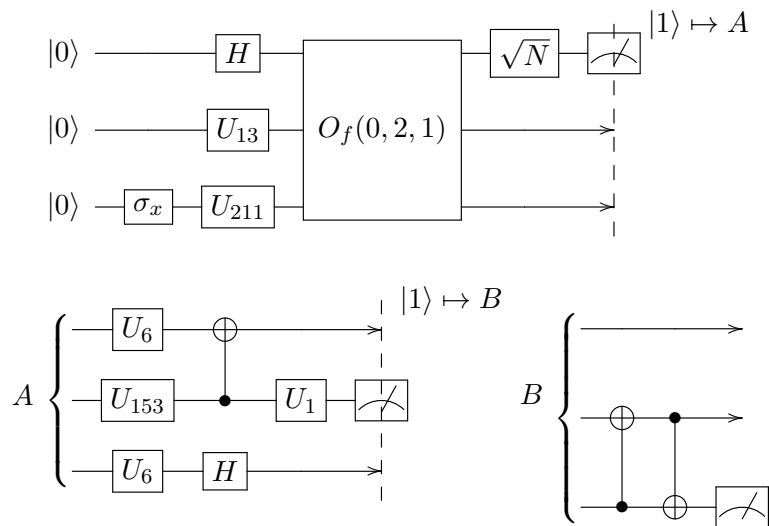 |1⟩ ↦ A
|0⟩ H √N
|0⟩ U₁₃ O_f(0, 2, 1)
|0⟩ σₓ U₂₁₁
|1⟩ ↦ B
U₆
A U₁₅₃ U₁ B
U₆ H